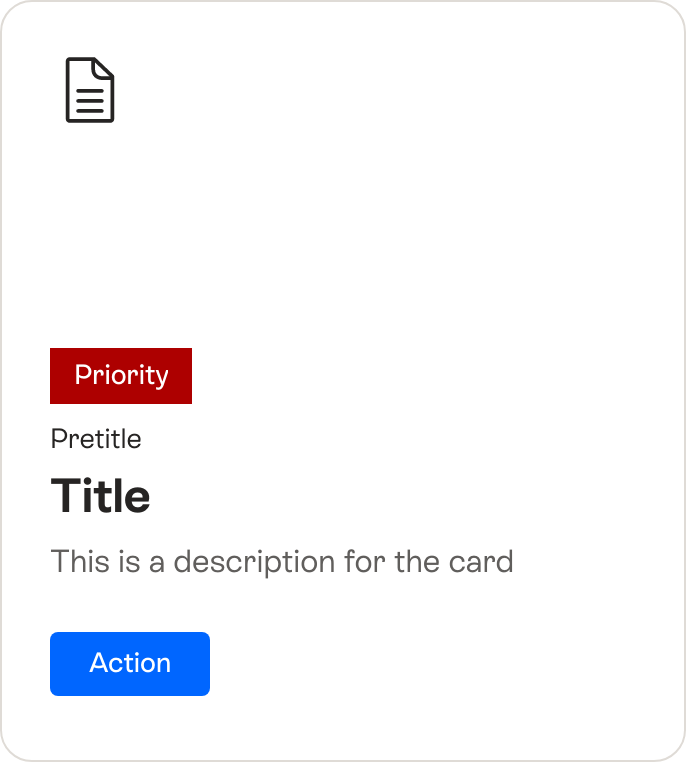 Priority
Pretitle
Title
This is a description for the card
Action